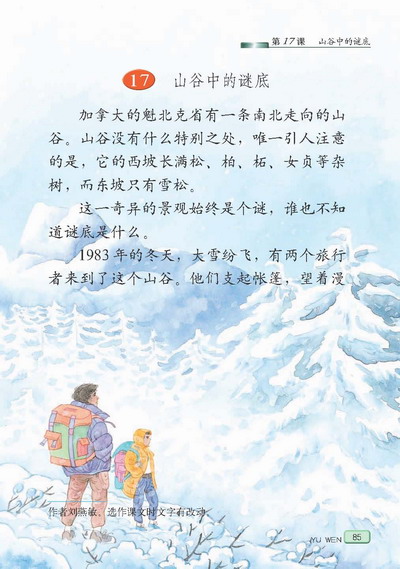 第17课 山谷中的谜底
17 山谷中的谜底
加拿大的魁北克省有一条南北走向的山
谷。山谷没有什么特别之处，唯一引人注意
的是，它的西坡长满松、柏、柘、女贞等杂
树，而东坡只有雪松。
这一奇异的景观始终是个谜，谁也不知
道谜底是什么。
1983年的冬天，大雪纷飞，有两个旅行
者来到了这个山谷。他们支起帐篷，望着漫
作者刘燕敏，选作课文时文字有改动。
YU WEN 85